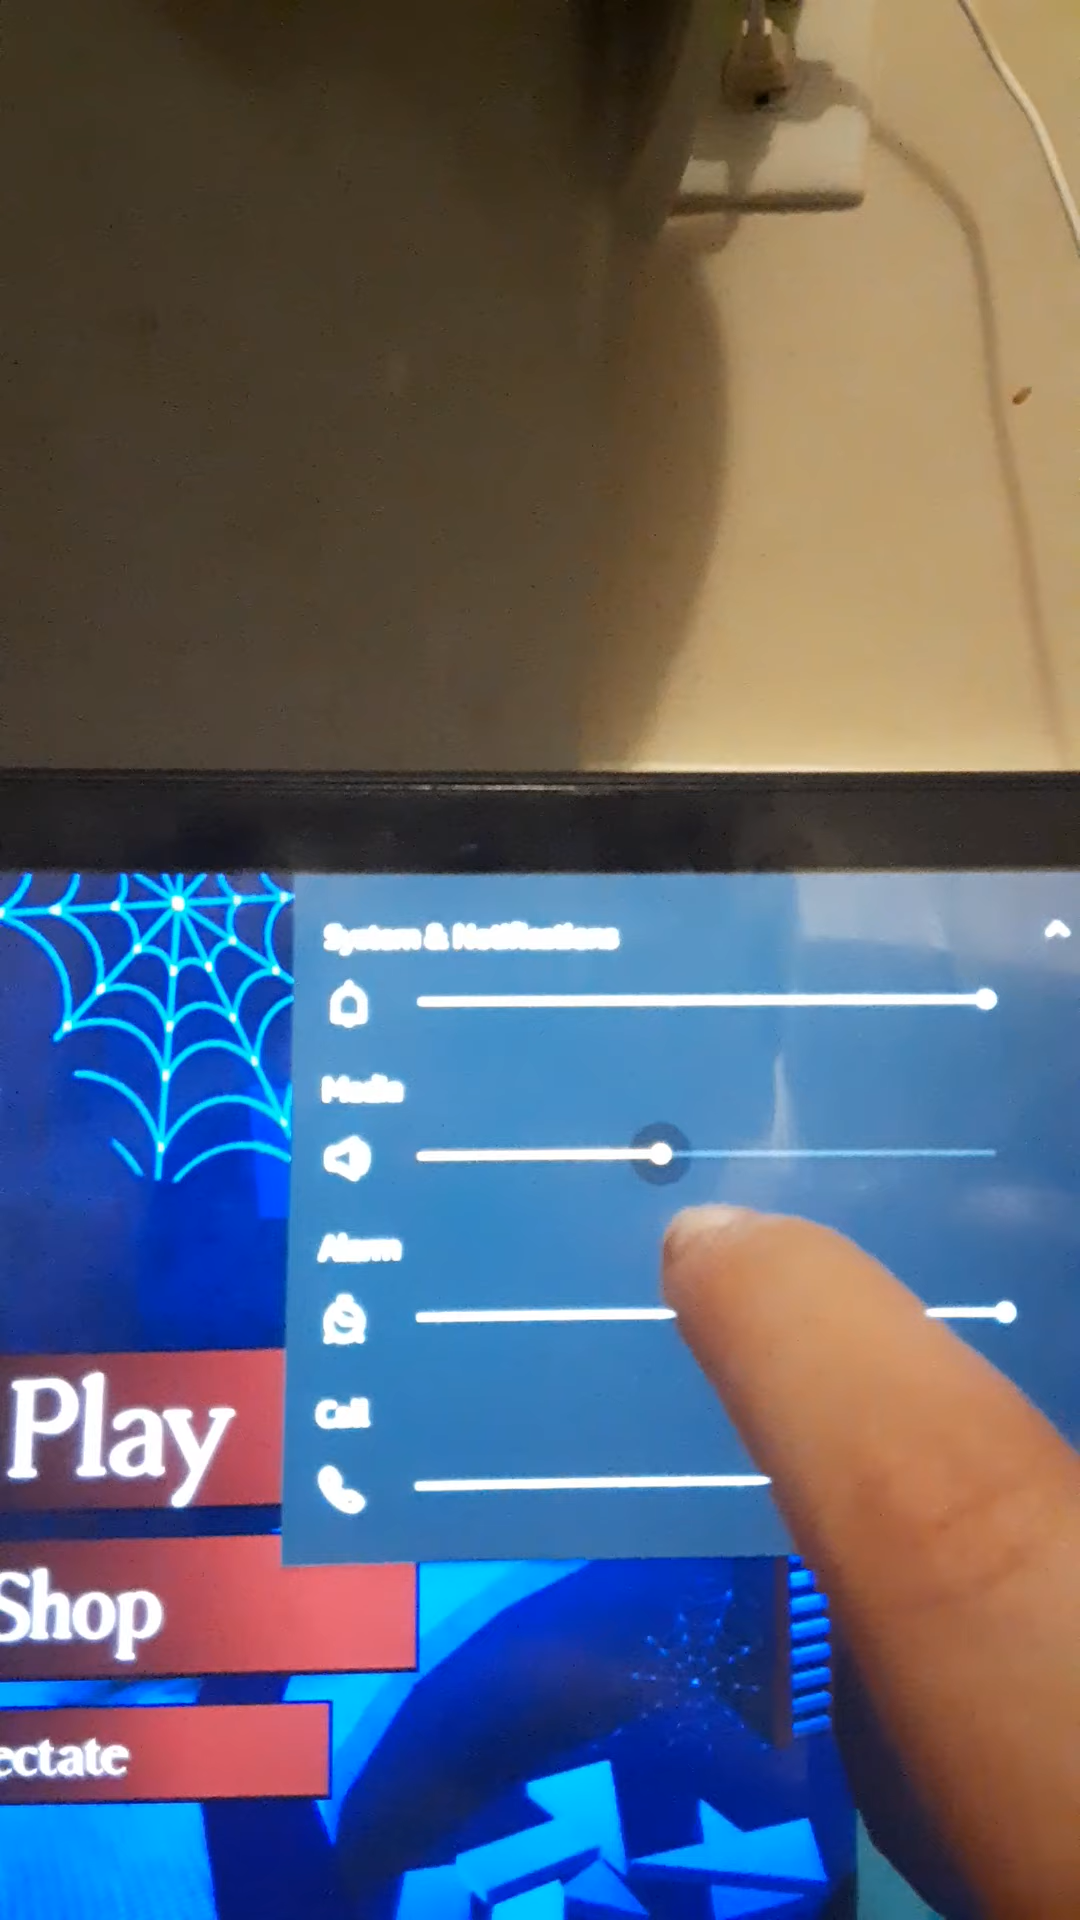 System & Notifications
Media
Alarm
Call
Play
Shop
ectate